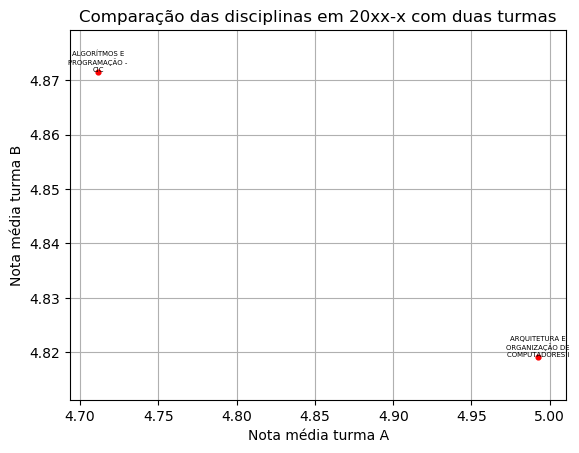 Comparação das disciplinas em 20xx-x com duas turmas
ALGORÍTMOS E
PROGRAMAÇÃO -
CIC
4.87
4.86
4.85
4.84
4.83
4.82
Nota média turma B
ARQUITETURA E
ORGANIZAÇÃO DE
COMPUTADORES I
4.70 4.75 4.80 4.85 4.90 4.95 5.00
Nota média turma A